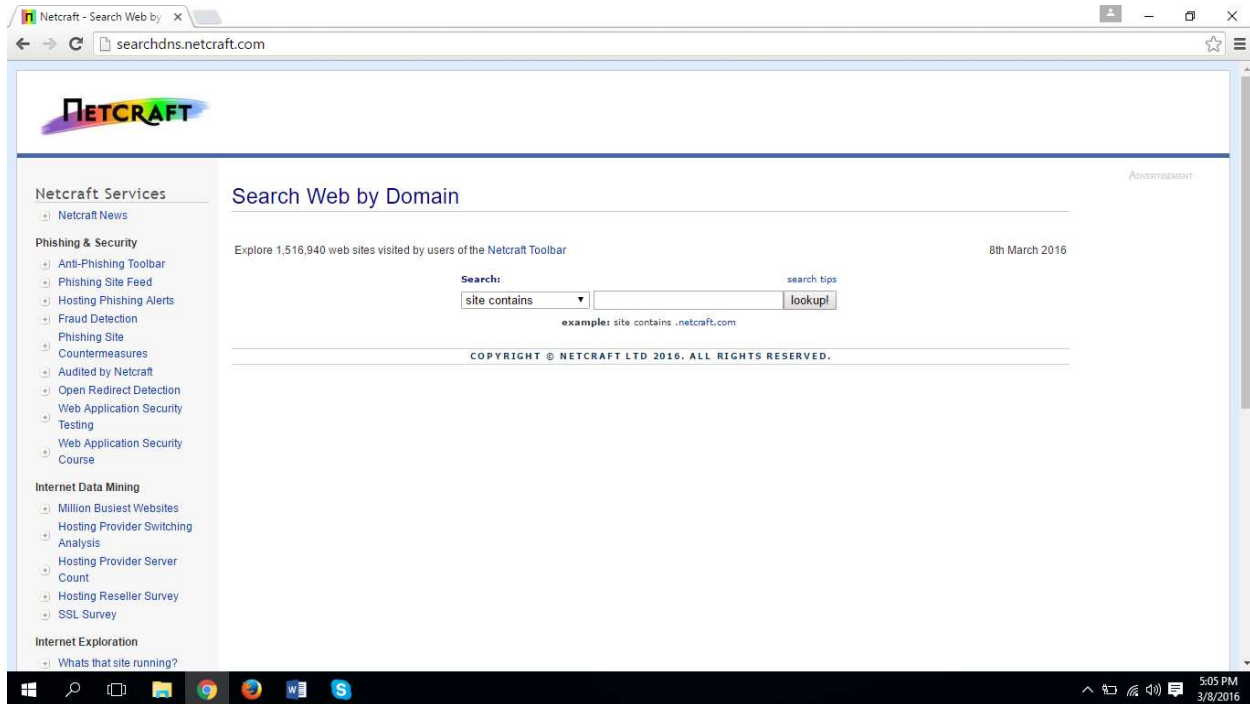 Netcraft - Search Web by
searchdns.netcraft.com
NETCRAFT
ADVERTISEMENT
Netcraft Services
Netcraft News
Phishing & Security
Anti-Phishing Toolbar
Phishing Site Feed
Hosting Phishing Alerts
Fraud Detection
Phishing Site
Countermeasures
Audited by Netcraft
Open Redirect Detection
Web Application Security
Testing
Web Application Security
Course
Internet Data Mining
Million Busiest Websites
Hosting Provider Switching
Analysis
Hosting Provider Server
Count
Hosting Reseller Survey
SSL Survey
Internet Exploration
Whats that site running?
Search Web by Domain
Explore 1,516,940 web sites visited by users of the Netcraft Toolbar 8th March 2016
Search: search tips
site contains lookup!
example: site contains .netcraft.com
COPYRIGHT © NETCRAFT LTD 2016. ALL RIGHTS RESERVED.
5:05 PM
3/8/2016